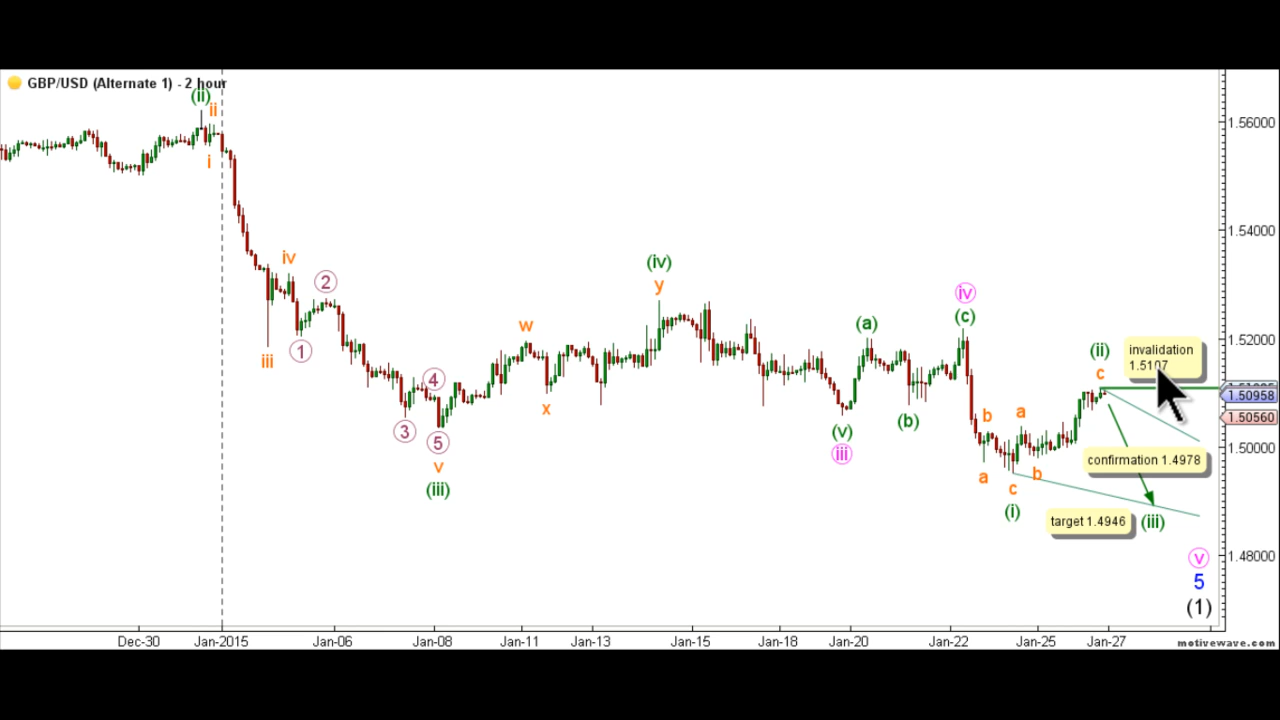 GBP/USD (Alternate 1) - 2 hour
(ii)
ii
i
1.56000
1.54000
iv
(iv)
2
y
iv
iii
1
w
(a)
(c)
1.52000
(ii)
invalidation
1.5107
c
1.50958
4
x
b
a
1.50560
3
5
(v)
(b)
iii
1.50000
v
a
b
confirmation 1.4978
(iii)
c
(i)
target 1.4946
(iii)
v
1.48000
5
(1)
Dec-30
Jan-2015
Jan-06
Jan-08
Jan-11
Jan-13
Jan-15
Jan-18
Jan-20
Jan-22
Jan-25
Jan-27
motivewave.com